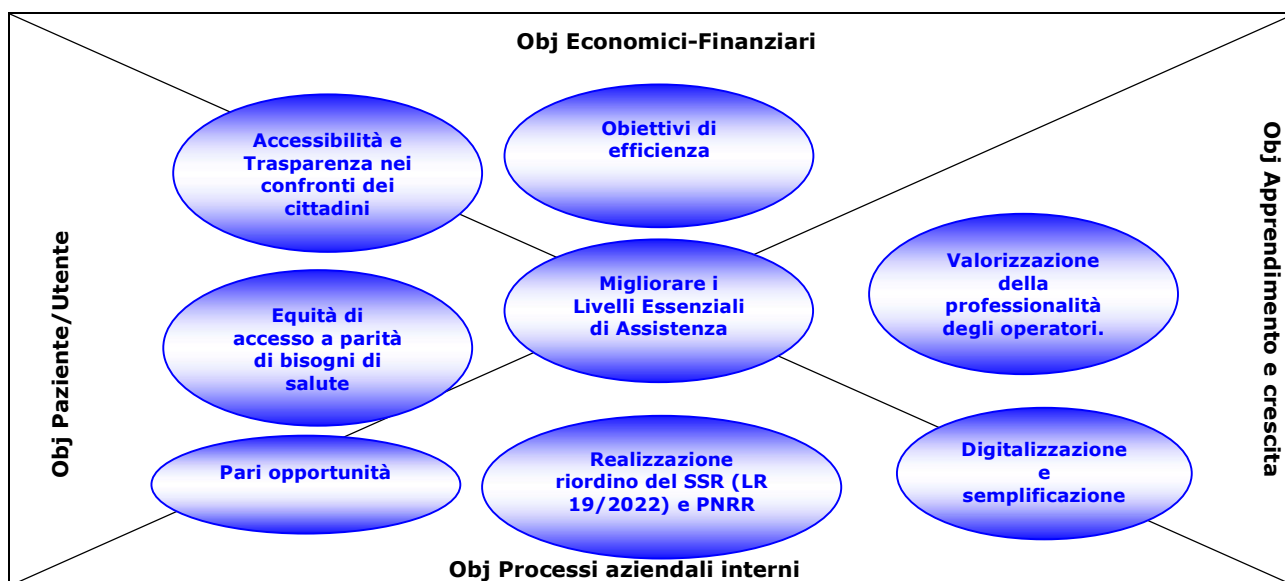 Obj Economici-Finanziari
Accessibilità e
Trasparenza nei
confronti dei
cittadini
Obiettivi di
efficienza
Obj Paziente/Utente
Equità di
accesso a parità
di bisogni di
salute
Migliorare i
Livelli Essenziali
di Assistenza
Valorizzazione
della
professionalità
degli operatori.
Obj Apprendimento e crescita
Pari opportunità
Realizzazione
riordino del SSR (LR
19/2022) e PNRR
Digitalizzazione
e
semplificazione
Obj Processi aziendali interni